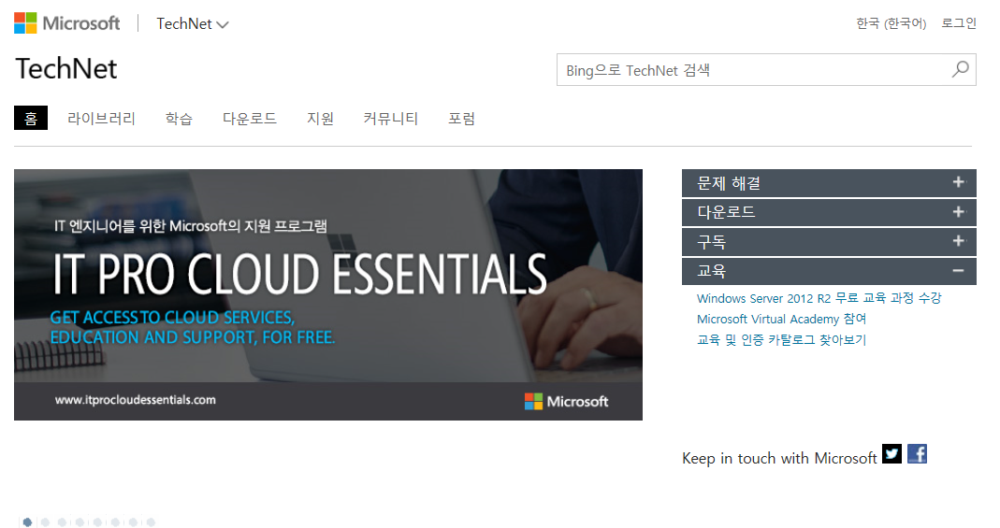 Microsoft
TechNet
한국 (한국어)
로그인
TechNet
Bing으로 TechNet 검색
홈
라이브러리
학습
다운로드
지원
커뮤니티
포럼
IT 엔지니어를 위한 Microsoft의 지원 프로그램
IT PRO CLOUD ESSENTIALS
GET ACCESS TO CLOUD SERVICES,
EDUCATION AND SUPPORT, FOR FREE.
www.itprocloudessentials.com
Microsoft
문제 해결
다운로드
구독
교육
Windows Server 2012 R2 무료 교육 과정 수강
Microsoft Virtual Academy 참여
교육 및 인증 카탈로그 찾아보기
Keep in touch with Microsoft